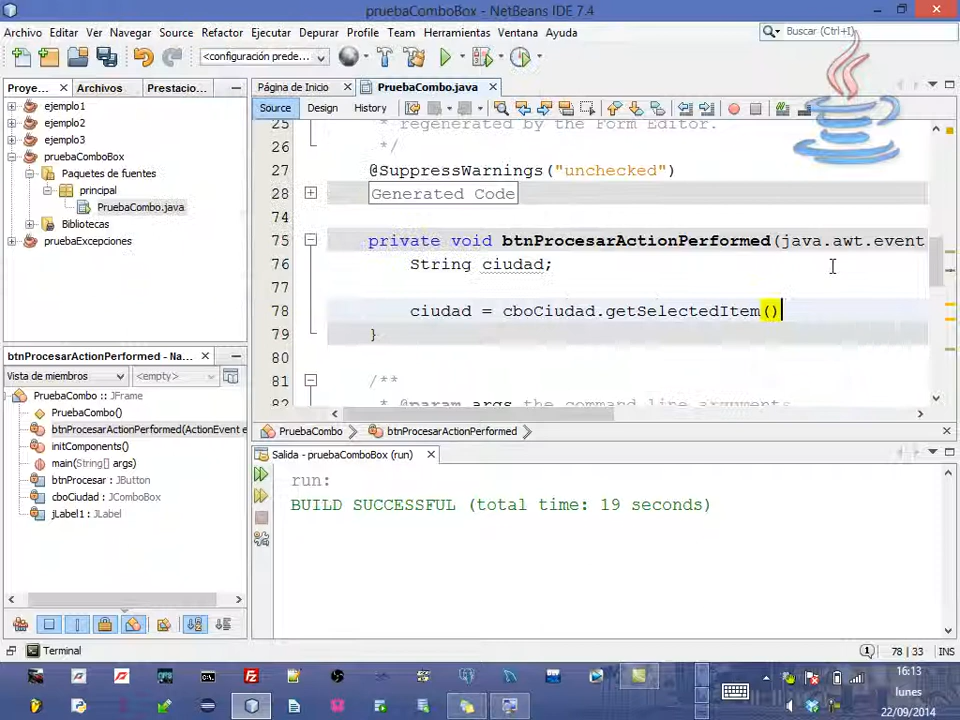 pruebaComboBox - NetBeans IDE 7.4
Archivo Editar Ver Navegar Source Refactor Ejecutar Depurar Profile Team Herramientas Ventana Ayuda
Buscar (Ctrl+I)
<configuración prede...
Proye... Archivos Prestacio...
Página de Inicio PruebaCombo.java
Source Design History
ejemplo1
ejemplo2
ejemplo3
pruebaComboBox
Paquetes de fuentes
principal
PruebaCombo.java
Bibliotecas
pruebaExcepciones
25 * regenerated by the Form Editor.
26 */
27 @SuppressWarnings("unchecked")
28 Generated Code
74
75 private void btnProcesarActionPerformed(java.awt.event
76 String ciudad;
77
78 ciudad = cboCiudad.getSelectedItem()
79 }
80
81 /**
82 * @param args the command line arguments
PruebaCombo btnProcesarActionPerformed
btnProcesarActionPerformed - Na...
Vista de miembros <empty>
PruebaCombo :: JFrame
PruebaCombo()
btnProcesarActionPerformed(ActionEvent e
initComponents()
main(String[] args)
btnProcesar : JButton
cboCiudad : JComboBox
jLabel1 : JLabel
Salida - pruebaComboBox (run)
run:
BUILD SUCCESSFUL (total time: 19 seconds)
Terminal
1 78 | 33 INS
16:13
lunes
22/09/2014